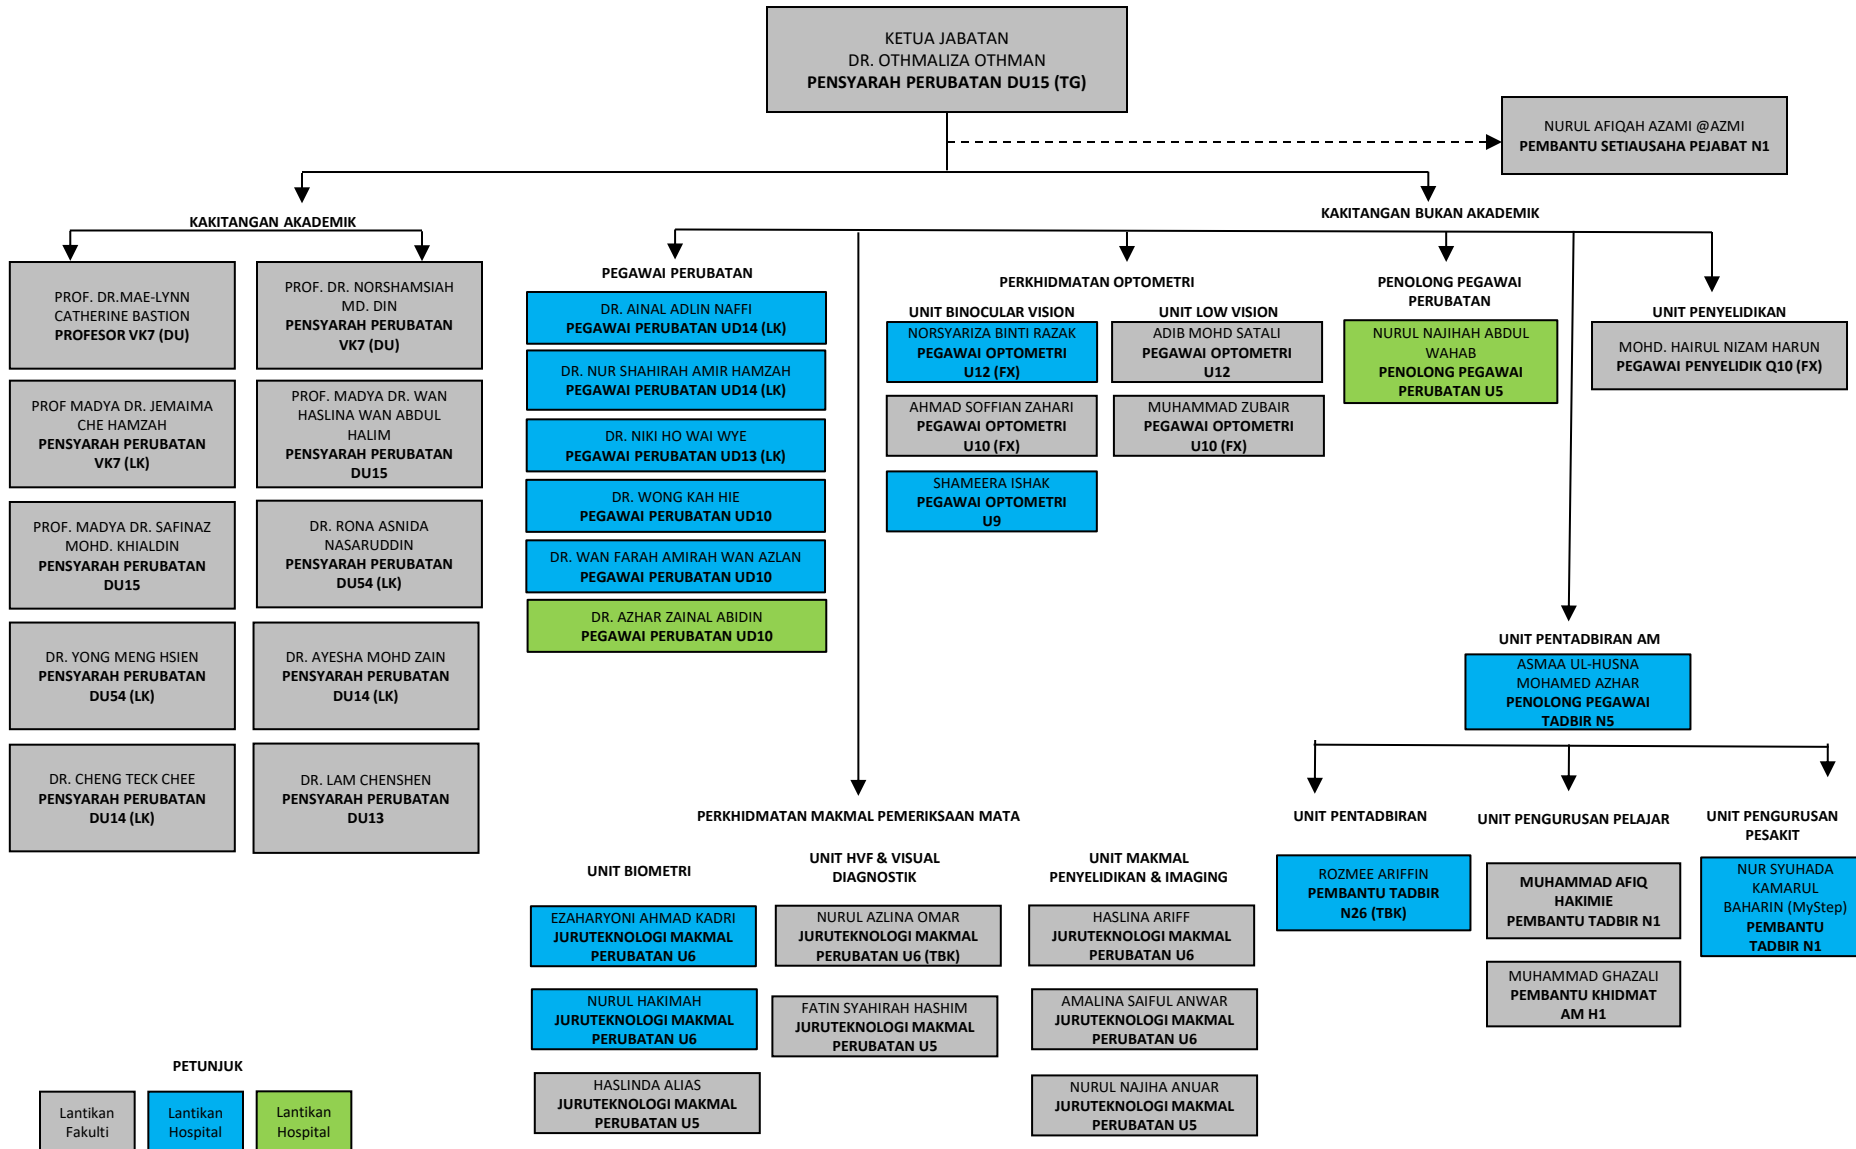 KETUA JABATAN
DR. OTHMALIZA OTHMAN
PENSYARAH PERUBATAN DU15 (TG)
NURUL AFIQAH AZAMI @AZMI
PEMBANTU SETIAUSAHA PEJABAT N1
KAKITANGAN AKADEMIK
PROF. DR.MAE-LYNN
CATHERINE BASTION
PROFESOR VK7 (DU)
PROF. DR. NORSHAMSIAH
MD. DIN
PENSYARAH PERUBATAN
VK7 (DU)
PROF MADYA DR. JEMAIMA
CHE HAMZAH
PENSYARAH PERUBATAN
VK7 (LK)
PROF. MADYA DR. WAN
HASLINA WAN ABDUL
HALIM
PENSYARAH PERUBATAN
DU15
PROF. MADYA DR. SAFINAZ
MOHD. KHIALDIN
PENSYARAH PERUBATAN
DU15
DR. RONA ASNIDA
NASARUDDIN
PENSYARAH PERUBATAN
DU54 (LK)
DR. YONG MENG HSIEN
PENSYARAH PERUBATAN
DU54 (LK)
DR. AYESHA MOHD ZAIN
PENSYARAH PERUBATAN
DU14 (LK)
DR. CHENG TECK CHEE
PENSYARAH PERUBATAN
DU14 (LK)
DR. LAM CHENSHEN
PENSYARAH PERUBATAN
DU13
KAKITANGAN BUKAN AKADEMIK
PEGAWAI PERUBATAN
DR. AINAL ADLIN NAFFI
PEGAWAI PERUBATAN UD14 (LK)
DR. NUR SHAHIRAH AMIR HAMZAH
PEGAWAI PERUBATAN UD14 (LK)
DR. NIKI HO WAI WYE
PEGAWAI PERUBATAN UD13 (LK)
DR. WONG KAH HIE
PEGAWAI PERUBATAN UD10
DR. WAN FARAH AMIRAH WAN AZLAN
PEGAWAI PERUBATAN UD10
DR. AZHAR ZAINAL ABIDIN
PEGAWAI PERUBATAN UD10
PERKHIDMATAN OPTOMETRI
UNIT BINOCULAR VISION
NORSYARIZA BINTI RAZAK
PEGAWAI OPTOMETRI
U12 (FX)
AHMAD SOFFIAN ZAHARI
PEGAWAI OPTOMETRI
U10 (FX)
SHAMEERA ISHAK
PEGAWAI OPTOMETRI
U9
UNIT LOW VISION
ADIB MOHD SATALI
PEGAWAI OPTOMETRI
U12
MUHAMMAD ZUBAIR
PEGAWAI OPTOMETRI
U10 (FX)
PENOLONG PEGAWAI
PERUBATAN
NURUL NAJIHAH ABDUL
WAHAB
PENOLONG PEGAWAI
PERUBATAN U5
UNIT PENYELIDIKAN
MOHD. HAIRUL NIZAM HARUN
PEGAWAI PENYELIDIK Q10 (FX)
UNIT PENTADBIRAN AM
ASMAA UL-HUSNA
MOHAMED AZHAR
PENOLONG PEGAWAI
TADBIR N5
UNIT PENTADBIRAN
ROZMEE ARIFFIN
PEMBANTU TADBIR
N26 (TBK)
UNIT PENGURUSAN PELAJAR
MUHAMMAD AFIQ
HAKIMIE
PEMBANTU TADBIR N1
MUHAMMAD GHAZALI
PEMBANTU KHIDMAT
AM H1
UNIT PENGURUSAN
PESAKIT
NUR SYUHADA
KAMARUL
BAHARIN (MyStep)
PEMBANTU
TADBIR N1
PERKHIDMATAN MAKMAL PEMERIKSAAN MATA
UNIT BIOMETRI
EZAHARYONI AHMAD KADRI
JURUTEKNOLOGI MAKMAL
PERUBATAN U6
NURUL HAKIMAH
JURUTEKNOLOGI MAKMAL
PERUBATAN U6
HASLINDA ALIAS
JURUTEKNOLOGI MAKMAL
PERUBATAN U5
UNIT HVF & VISUAL
DIAGNOSTIK
NURUL AZLINA OMAR
JURUTEKNOLOGI MAKMAL
PERUBATAN U6 (TBK)
FATIN SYAHIRAH HASHIM
JURUTEKNOLOGI MAKMAL
PERUBATAN U5
UNIT MAKMAL
PENYELIDIKAN & IMAGING
HASLINA ARIFF
JURUTEKNOLOGI MAKMAL
PERUBATAN U6
AMALINA SAIFUL ANWAR
JURUTEKNOLOGI MAKMAL
PERUBATAN U6
NURUL NAJIHA ANUAR
JURUTEKNOLOGI MAKMAL
PERUBATAN U5
PETUNJUK
Lantikan
Fakulti
Lantikan
Hospital
Lantikan
Hospital